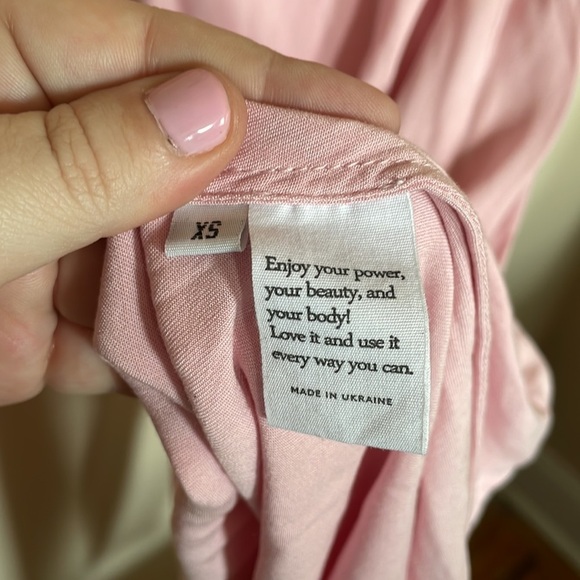 XS
Enjoy your power,
your beauty, and
your body!
Love it and use it
every way you can.
MADE IN UKRAINE